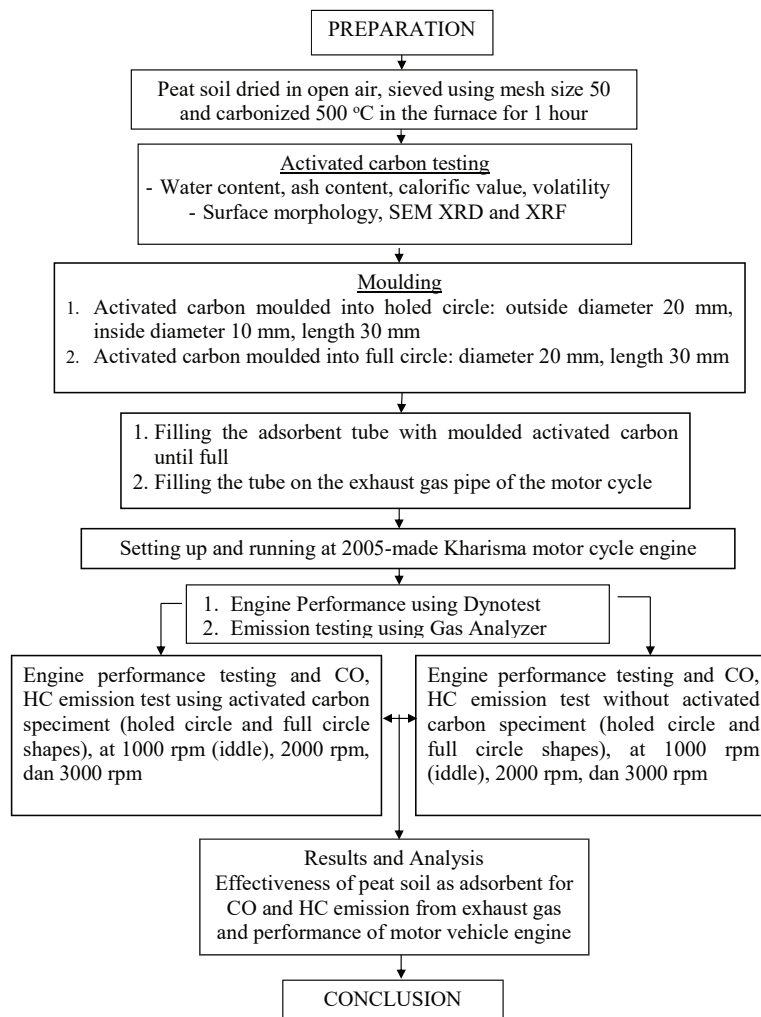 PREPARATION
Peat soil dried in open air, sieved using mesh size 50
and carbonized 500 °C in the furnace for 1 hour
Activated carbon testing
- Water content, ash content, calorific value, volatility
- Surface morphology, SEM XRD and XRF
Moulding
1. Activated carbon moulded into holed circle: outside diameter 20 mm,
inside diameter 10 mm, length 30 mm
2. Activated carbon moulded into full circle: diameter 20 mm, length 30 mm
1. Filling the adsorbent tube with moulded activated carbon
until full
2. Filling the tube on the exhaust gas pipe of the motor cycle
Setting up and running at 2005-made Kharisma motor cycle engine
1. Engine Performance using Dynotest
2. Emission testing using Gas Analyzer
Engine performance testing and CO,
HC emission test using activated carbon
speciment (holed circle and full circle
shapes), at 1000 rpm (iddle), 2000 rpm,
dan 3000 rpm
Engine performance testing and CO,
HC emission test without activated
carbon speciment (holed circle and
full circle shapes), at 1000 rpm
(iddle), 2000 rpm, dan 3000 rpm
Results and Analysis
Effectiveness of peat soil as adsorbent for
CO and HC emission from exhaust gas
and performance of motor vehicle engine
CONCLUSION